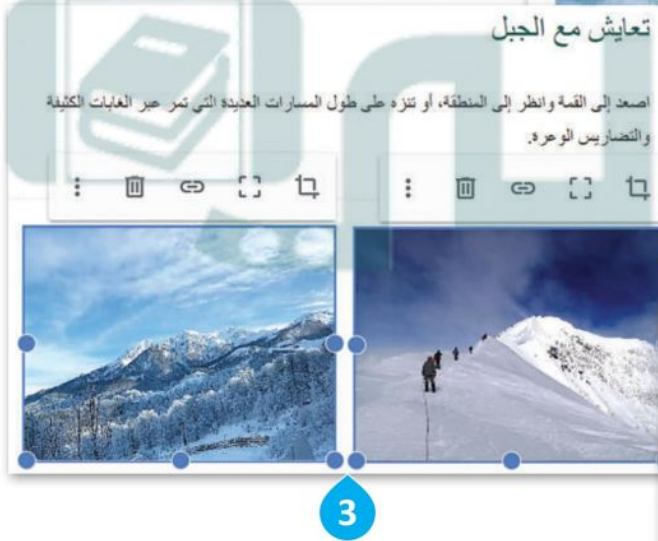 تعايش مع الجبل
اصعد إلى القمة وانظر إلى المنطقة، أو تنزه على طول المسارات العديدة التي تمر عبر الغابات الكثيفة
والتضاريس الوعرة.
3